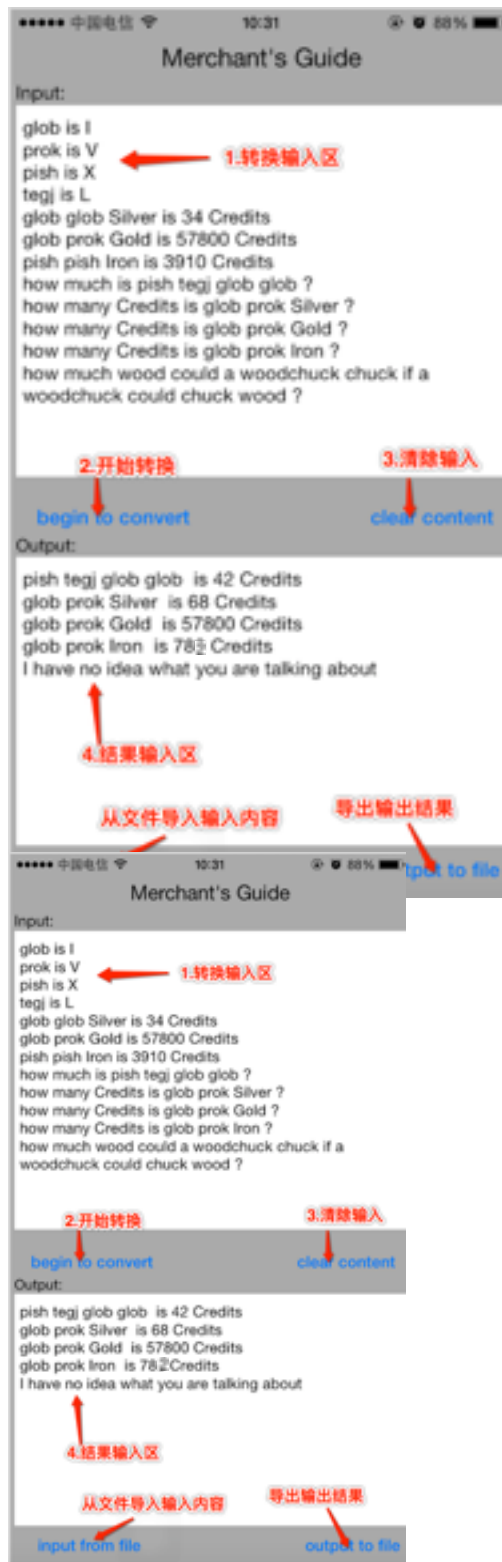 中国电信 10:31 88%
Merchant's Guide
Input:
glob is I
prok is V
1.转换输入区
pish is X
tegj is L
glob glob Silver is 34 Credits
glob prok Gold is 57800 Credits
pish pish Iron is 3910 Credits
how much is pish tegj glob glob ?
how many Credits is glob prok Silver ?
how many Credits is glob prok Gold ?
how many Credits is glob prok Iron ?
how much wood could a woodchuck chuck if a
woodchuck could chuck wood ?
2.开始转换 3.清除输入
begin to convert clear content
Output:
pish tegj glob glob is 42 Credits
glob prok Silver is 68 Credits
glob prok Gold is 57800 Credits
glob prok Iron is Credits
I have no idea what you are talking about
4.结果输入区
从文件导入输入内容 导出输出结果
tput to file
中国电信 10:31 88%
Merchant's Guide
Input:
glob is I
prok is V
1.转换输入区
pish is X
tegj is L
glob glob Silver is 34 Credits
glob prok Gold is 57800 Credits
pish pish Iron is 3910 Credits
how much is pish tegj glob glob ?
how many Credits is glob prok Silver ?
how many Credits is glob prok Gold ?
how many Credits is glob prok Iron ?
how much wood could a woodchuck chuck if a
woodchuck could chuck wood ?
2.开始转换 3.清除输入
begin to convert clear content
Output:
pish tegj glob glob is 42 Credits
glob prok Silver is 68 Credits
glob prok Gold is 57800 Credits
glob prok Iron is Credits
I have no idea what you are talking about
4.结果输入区
从文件导入输入内容 导出输出结果
input from file output to file